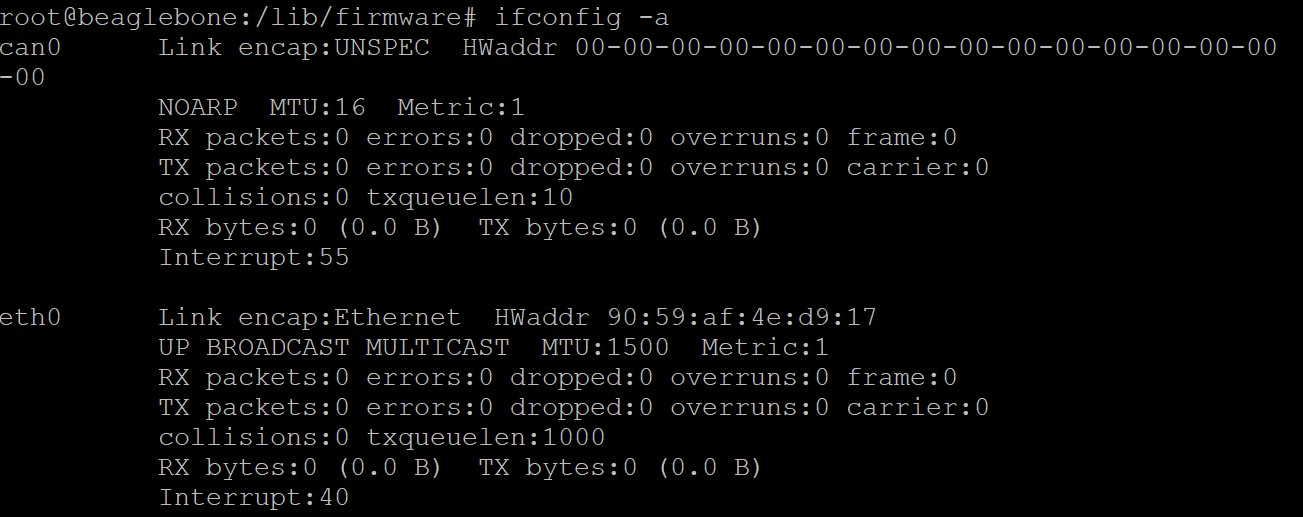 root@beaglebone:/lib/firmware# ifconfig -a
can0      Link encap:UNSPEC  HWaddr 00-00-00-00-00-00-00-00-00-00-00-00-00-00-00
-00
          NOARP  MTU:16  Metric:1
          RX packets:0 errors:0 dropped:0 overruns:0 frame:0
          TX packets:0 errors:0 dropped:0 overruns:0 carrier:0
          collisions:0 txqueuelen:10
          RX bytes:0 (0.0 B)  TX bytes:0 (0.0 B)
          Interrupt:55

eth0      Link encap:Ethernet  HWaddr 90:59:af:4e:d9:17
          UP BROADCAST MULTICAST  MTU:1500  Metric:1
          RX packets:0 errors:0 dropped:0 overruns:0 frame:0
          TX packets:0 errors:0 dropped:0 overruns:0 carrier:0
          collisions:0 txqueuelen:1000
          RX bytes:0 (0.0 B)  TX bytes:0 (0.0 B)
          Interrupt:40